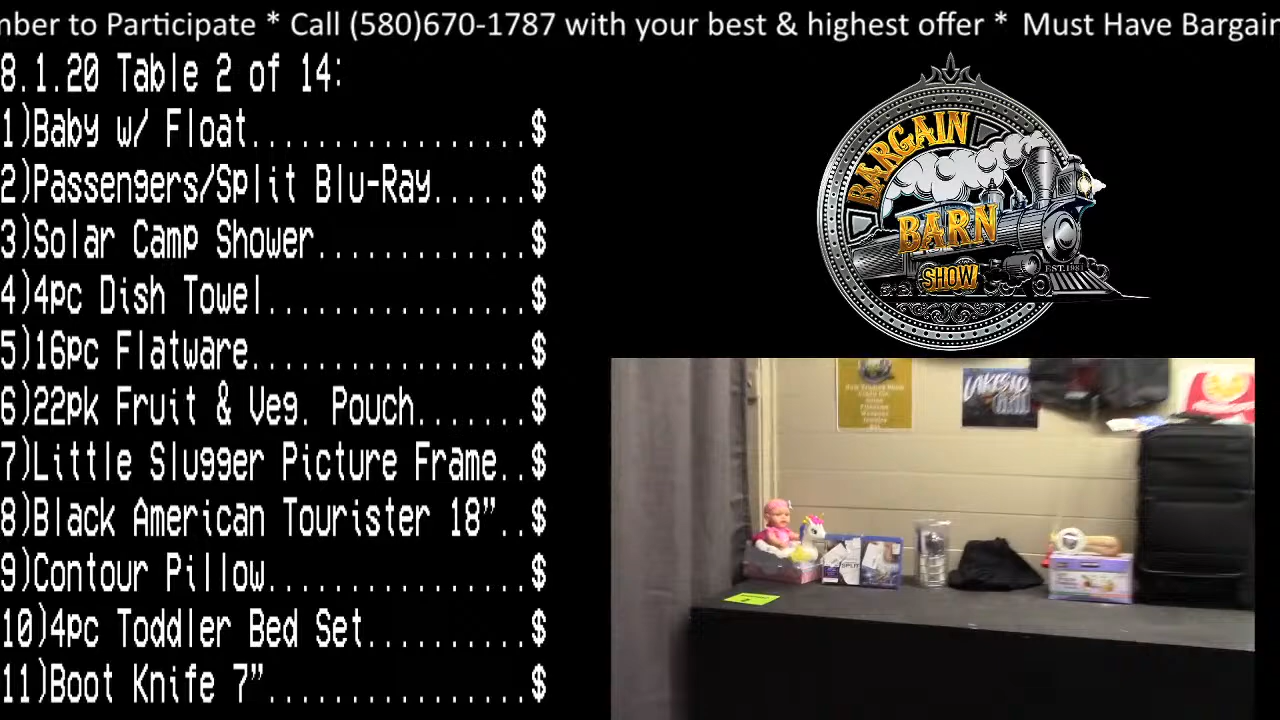 mber to Participate * Call (580)670-1787 with your best & highest offer * Must Have Bargain
8.1.20 Table 2 of 14:
1)Baby w/ Float.................$
2)Passengers/Split Blu-Ray......$
3)Solar Camp Shower.............$
4)4pc Dish Towel................$
5)16pc Flatware.................$
6)22pk Fruit & Veg. Pouch.......$
7)Little Slugger Picture Frame..$
8)Black American Tourister 18”..$
9)Contour Pillow................$
10)4pc Toddler Bed Set..........$
11)Boot Knife 7”................$
BARGAIN
BARN
SHOW
SPLIT